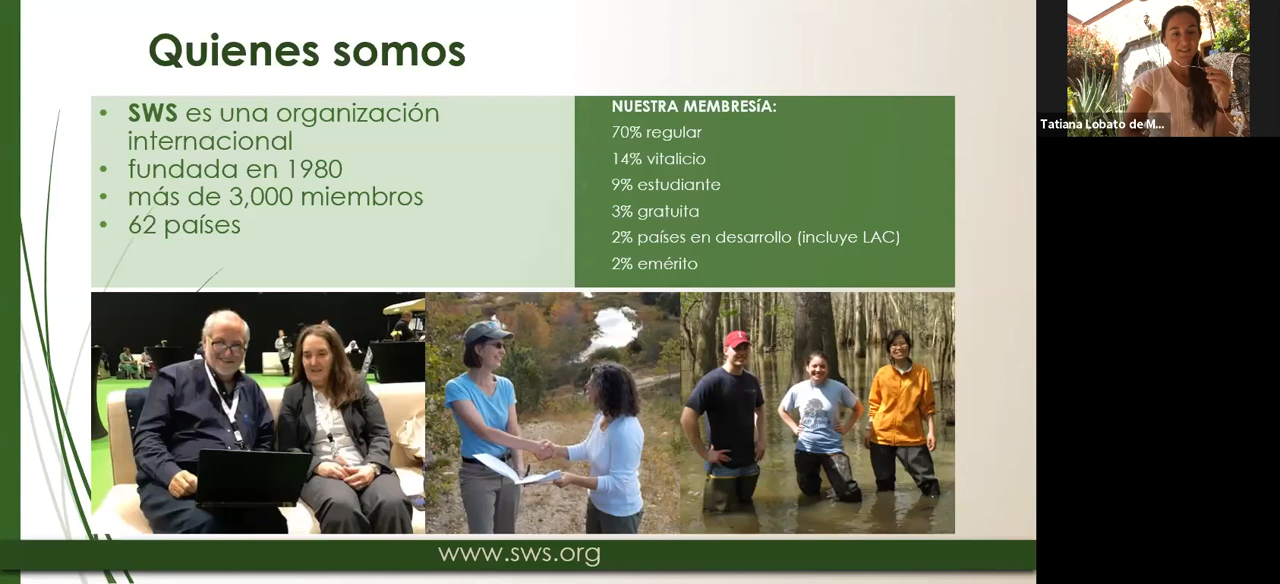 Quienes somos
• SWS es una organización
internacional
• fundada en 1980
• más de 3,000 miembros
• 62 países
NUESTRA MEMBRESíA:
70% regular
14% vitalicio
9% estudiante
3% gratuita
2% países en desarrollo (incluye LAC)
2% emérito
www.sws.org
Tatiana Lobato de M...